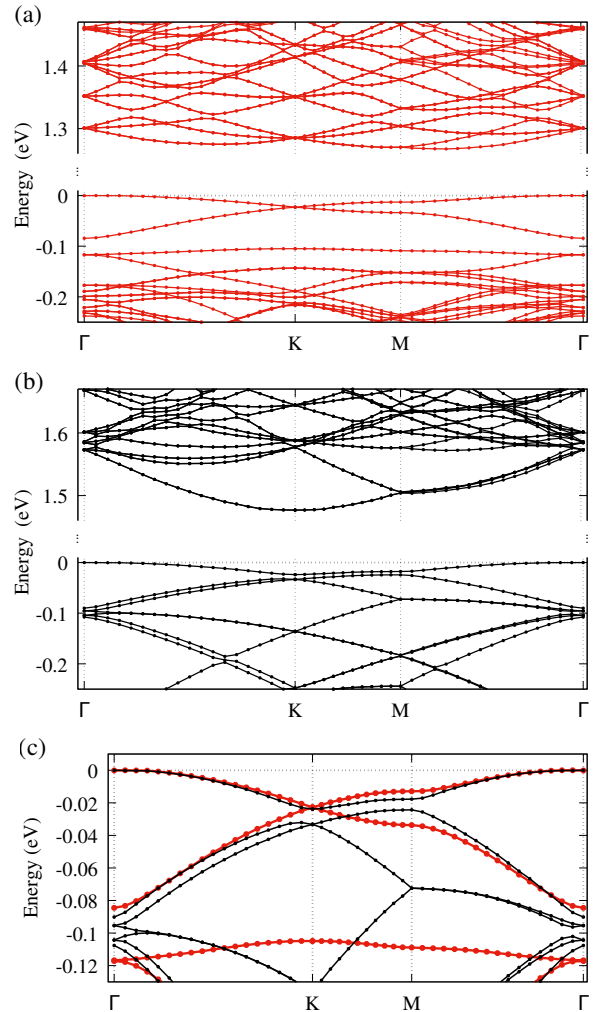 (a)
1.4
1.3
0
-0.1
-0.2
Energy (eV)
Γ K M Γ
(b)
1.6
1.5
0
-0.1
-0.2
Energy (eV)
Γ K M Γ
(c)
0
-0.02
-0.04
-0.06
-0.08
-0.1
-0.12
Energy (eV)
Γ K M Γ